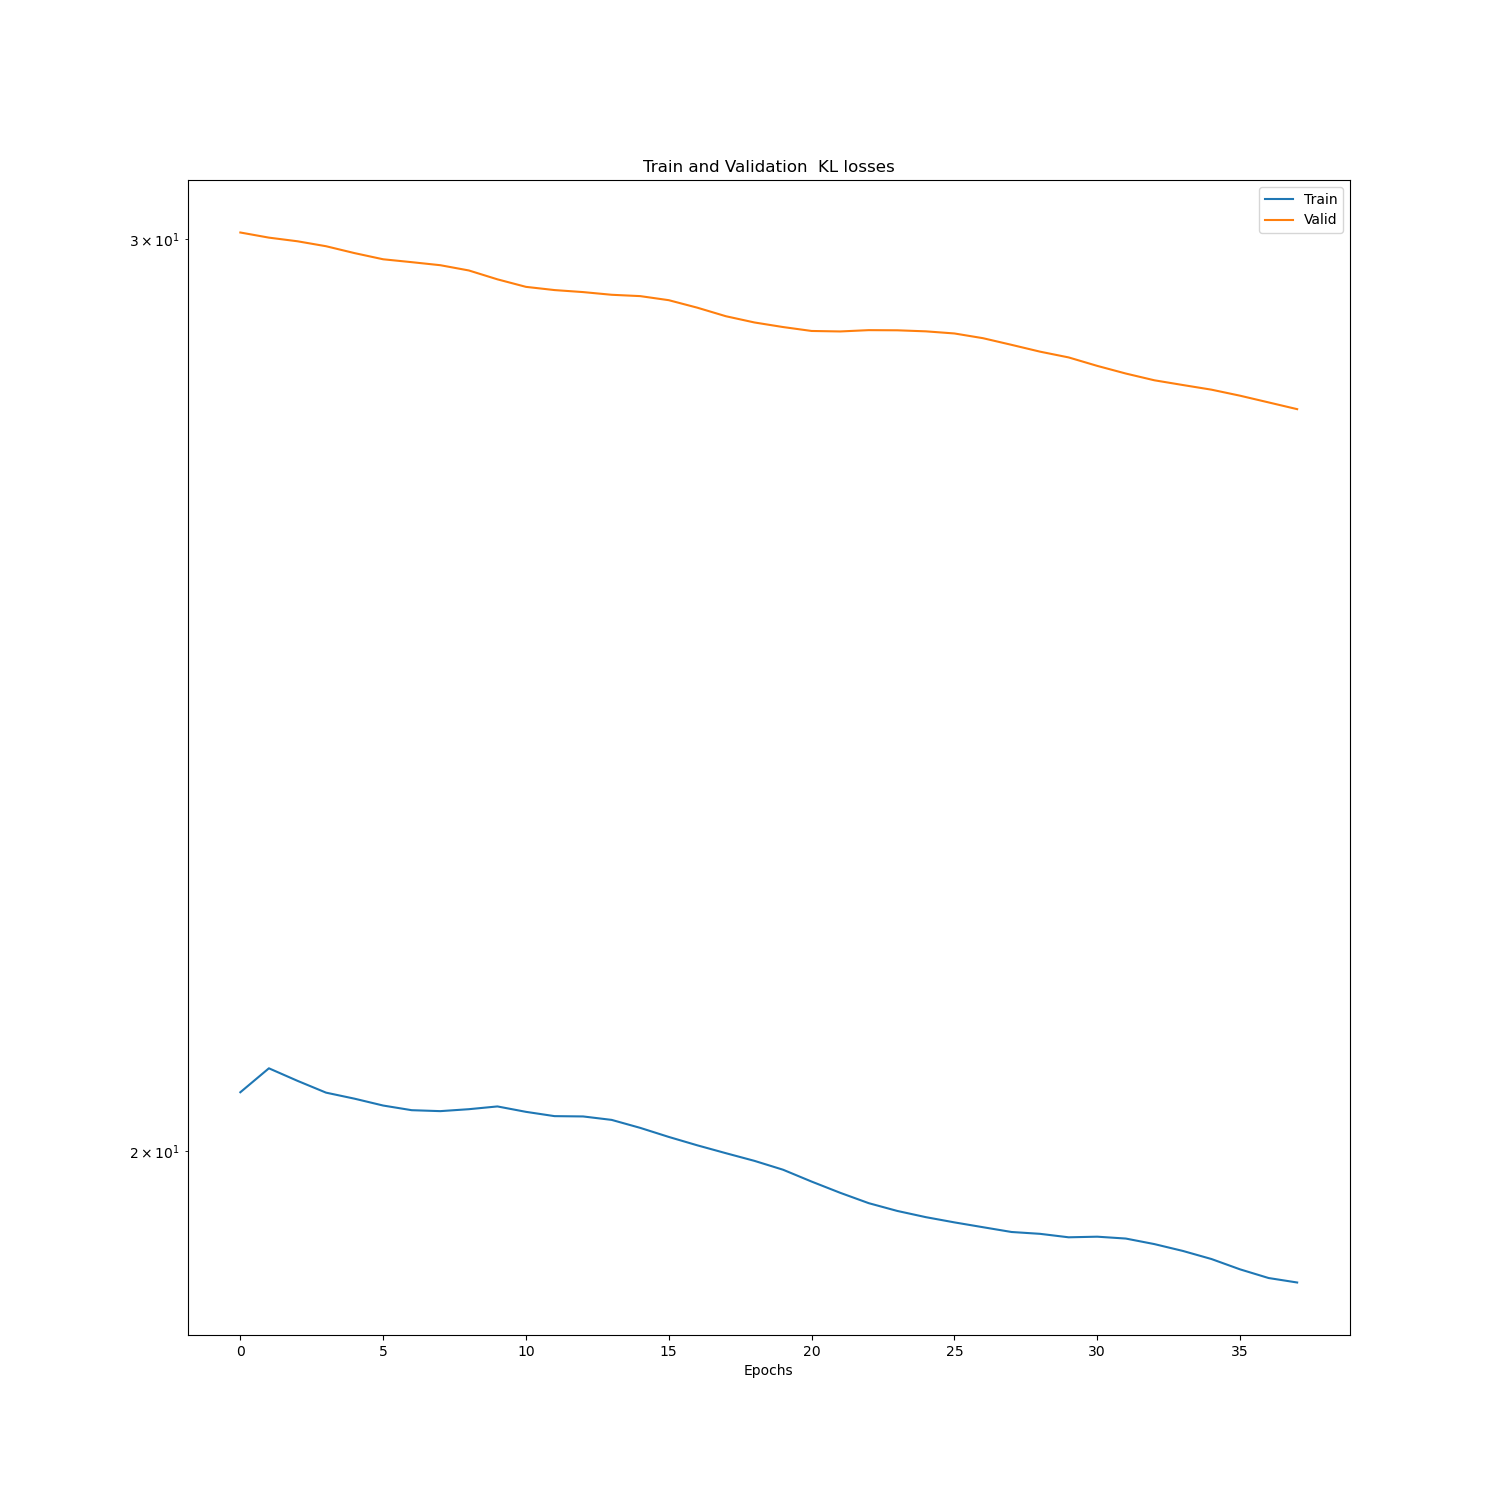 Train and Validation  KL losses
Train
Valid
3 × 10¹
2 × 10¹
0 5 10 15 20 25 30 35
Epochs